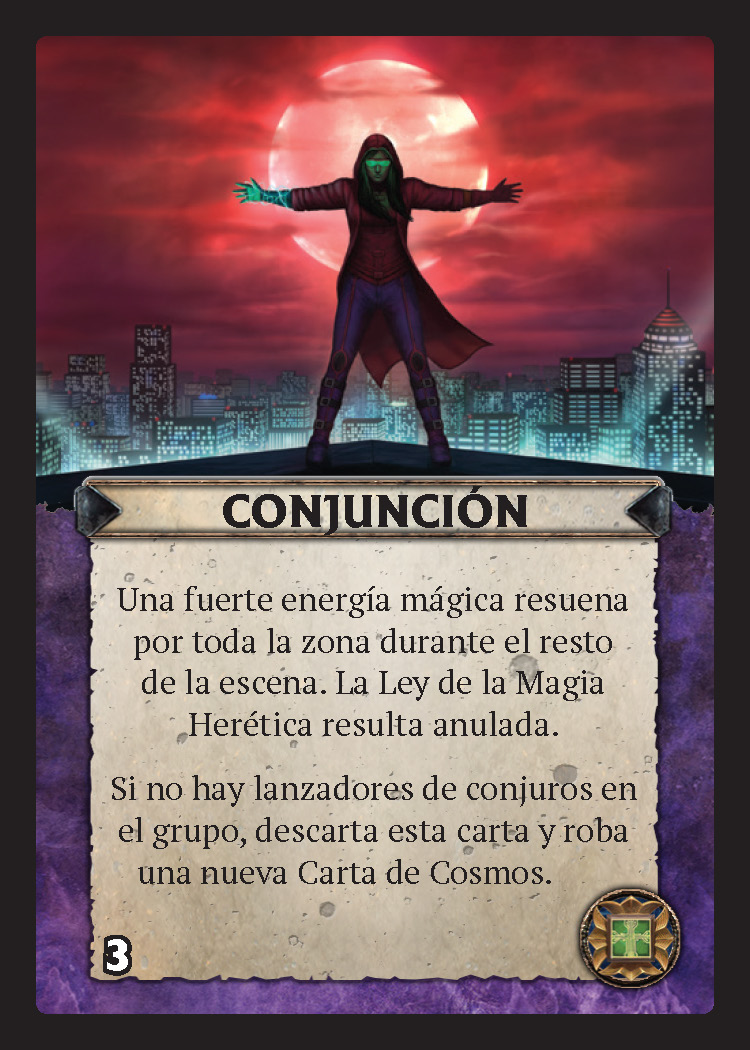 CONJUNCIÓN
Una fuerte energía mágica resuena
por toda la zona durante el resto
de la escena. La Ley de la Magia
Herética resulta anulada.
Si no hay lanzadores de conjuros en
el grupo, descarta esta carta y roba
una nueva Carta de Cosmos.
3